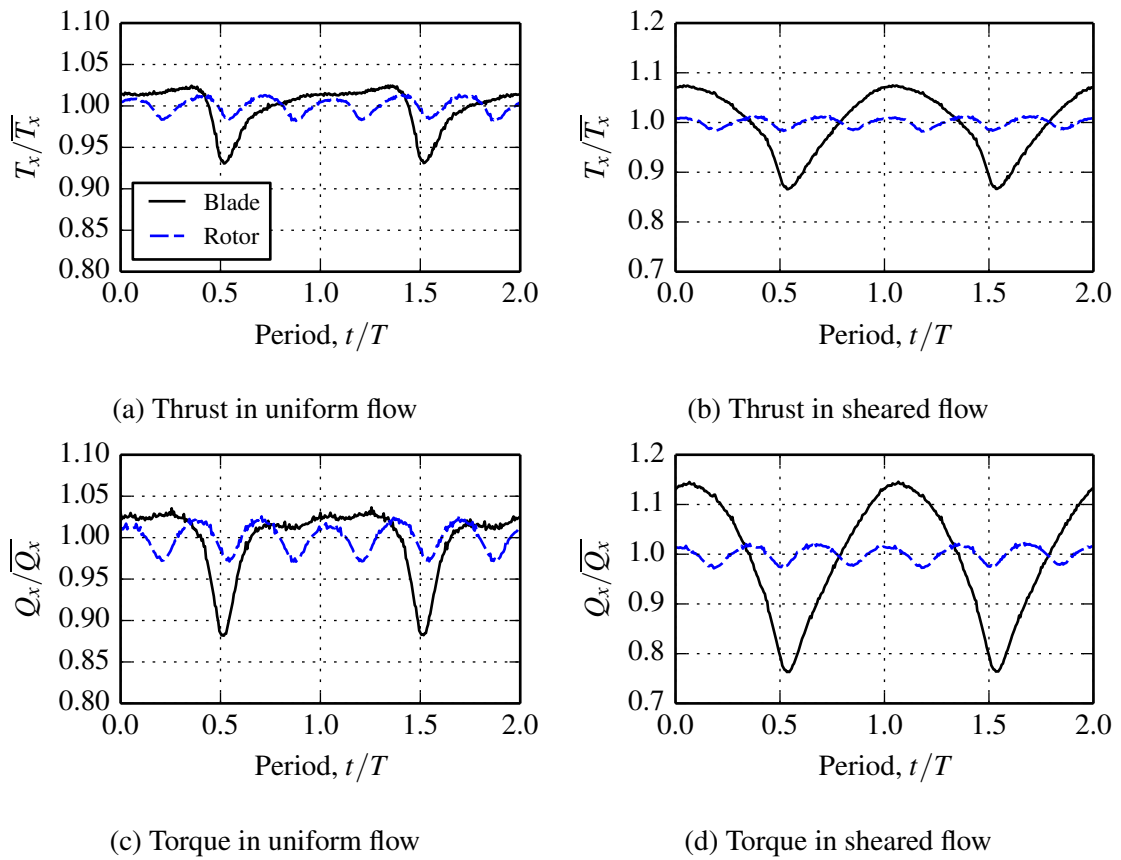 1.10
1.05
1.00
0.95
0.90
0.85
0.80
T_x/\overline{T_x}
Blade
Rotor
0.0 0.5 1.0 1.5 2.0
Period, t/T
(a) Thrust in uniform flow
1.2
1.1
1.0
0.9
0.8
0.7
T_x/\overline{T_x}
0.0 0.5 1.0 1.5 2.0
Period, t/T
(b) Thrust in sheared flow
1.10
1.05
1.00
0.95
0.90
0.85
0.80
Q_x/\overline{Q_x}
0.0 0.5 1.0 1.5 2.0
Period, t/T
(c) Torque in uniform flow
1.2
1.1
1.0
0.9
0.8
0.7
Q_x/\overline{Q_x}
0.0 0.5 1.0 1.5 2.0
Period, t/T
(d) Torque in sheared flow